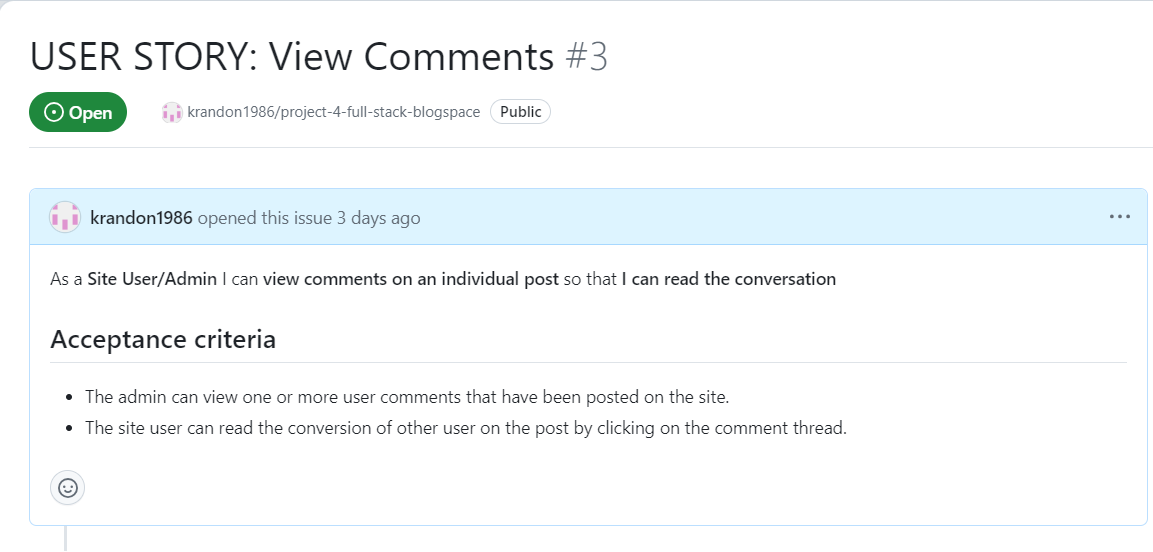 USER STORY: View Comments #3
Open krandon1986/project-4-full-stack-blogspace Public
krandon1986 opened this issue 3 days ago
As a Site User/Admin I can view comments on an individual post so that I can read the conversation
Acceptance criteria
The admin can view one or more user comments that have been posted on the site.
The site user can read the conversion of other user on the post by clicking on the comment thread.